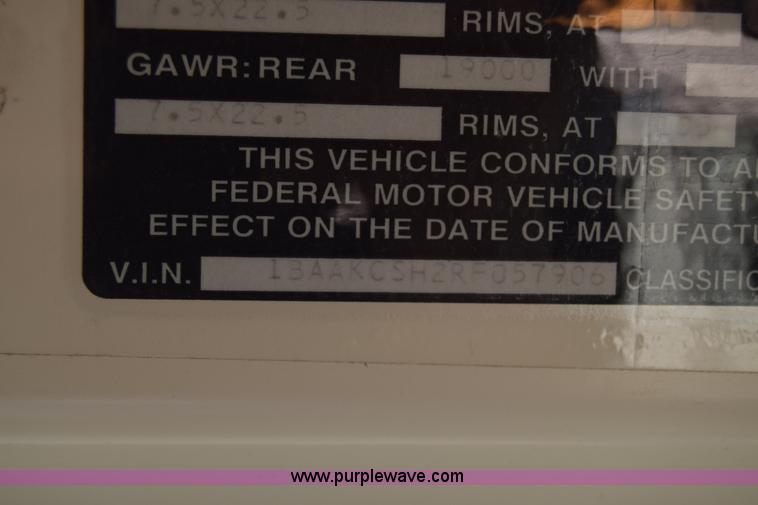 7.5X22.5 RIMS, AT
GAWR: REAR 19000 WITH
7.5X22.5 RIMS, AT
THIS VEHICLE CONFORMS TO A
FEDERAL MOTOR VEHICLE SAFETY
EFFECT ON THE DATE OF MANUFACTU
V.I.N. 1BAAKCSH2RF057906 CLASSIFIC
www.purplewave.com